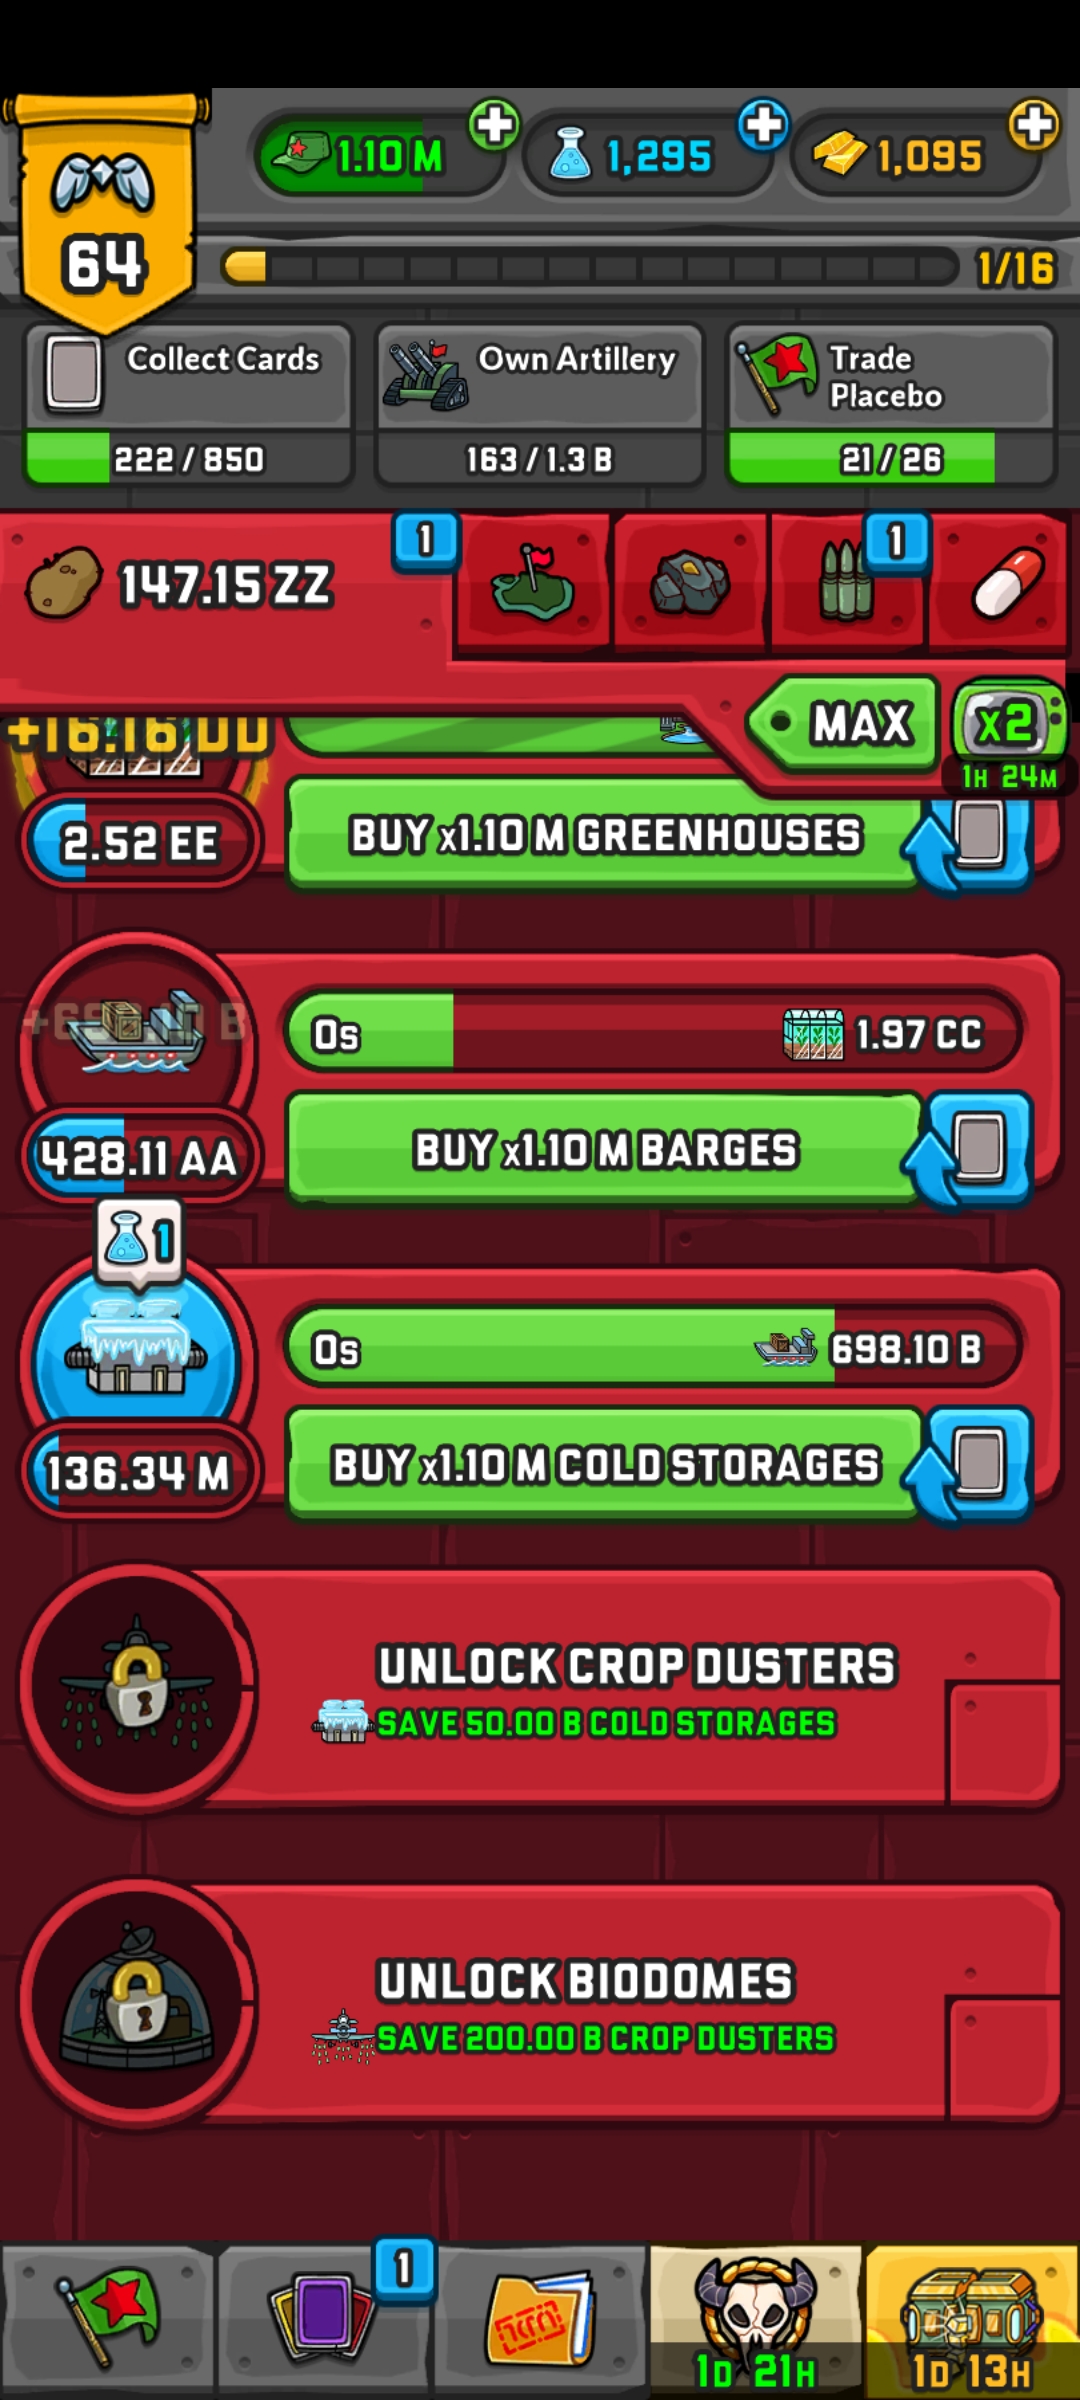 1.10 M
1,295
1,095
64
1/16
Collect Cards
222 / 850
Own Artillery
163 / 1.3 B
Trade
Placebo
21 / 26
147.15 ZZ
1
1
MAX
x2
1H 24M
+16.16 DD
2.52 EE
BUY x1.10 M GREENHOUSES
0s
1.97 CC
428.11 AA
BUY x1.10 M BARGES
1
0s
698.10 B
136.34 M
BUY x1.10 M COLD STORAGES
UNLOCK CROP DUSTERS
SAVE 50.00 B COLD STORAGES
UNLOCK BIODOMES
SAVE 200.00 B CROP DUSTERS
1
1D 21H
1D 13H